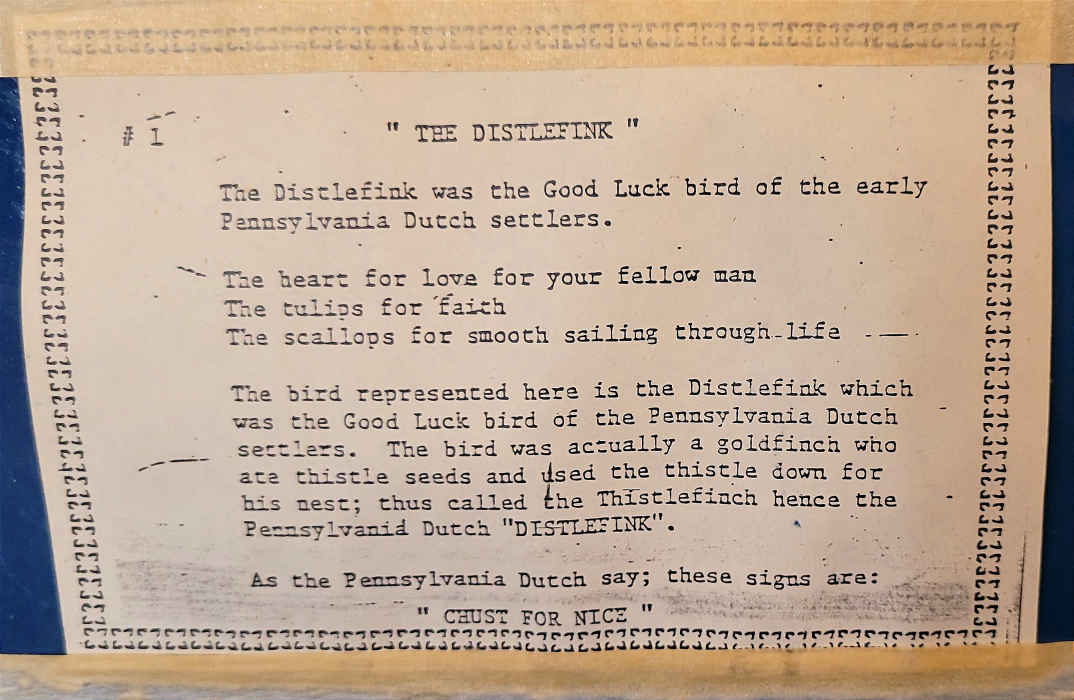 # 1 " THE DISTLEFINK "
The Distlefink was the Good Luck bird of the early
Pennsylvania Dutch settlers.
The heart for love for your fellow man
The tulips for faith
The scallops for smooth sailing through life
The bird represented here is the Distlefink which
was the Good Luck bird of the Pennsylvania Dutch
settlers. The bird was actually a goldfinch who
ate thistle seeds and used the thistle down for
his nest; thus called the Thistlefinch hence the
Pennsylvania Dutch "DISTLEFINK".
As the Pennsylvania Dutch say; these signs are:
" CHUST FOR NICE "